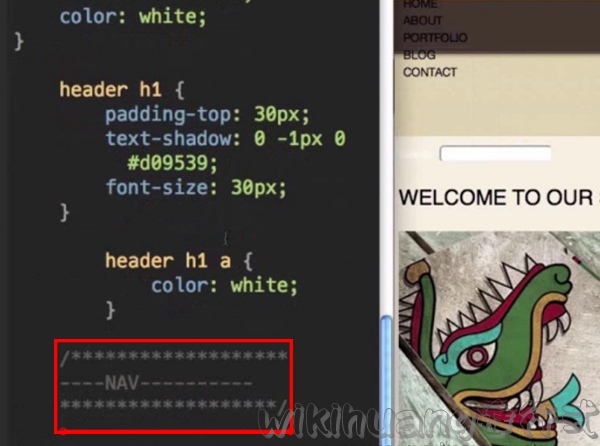 color: white;
}
header h1 {
padding-top: 30px;
text-shadow: 0 -1px 0
#d09539;
font-size: 30px;
}
header h1 a {
color: white;
}
/*******************
----NAV----------
*******************/
HOME
ABOUT
PORTFOLIO
BLOG
CONTACT
WELCOME TO OUR